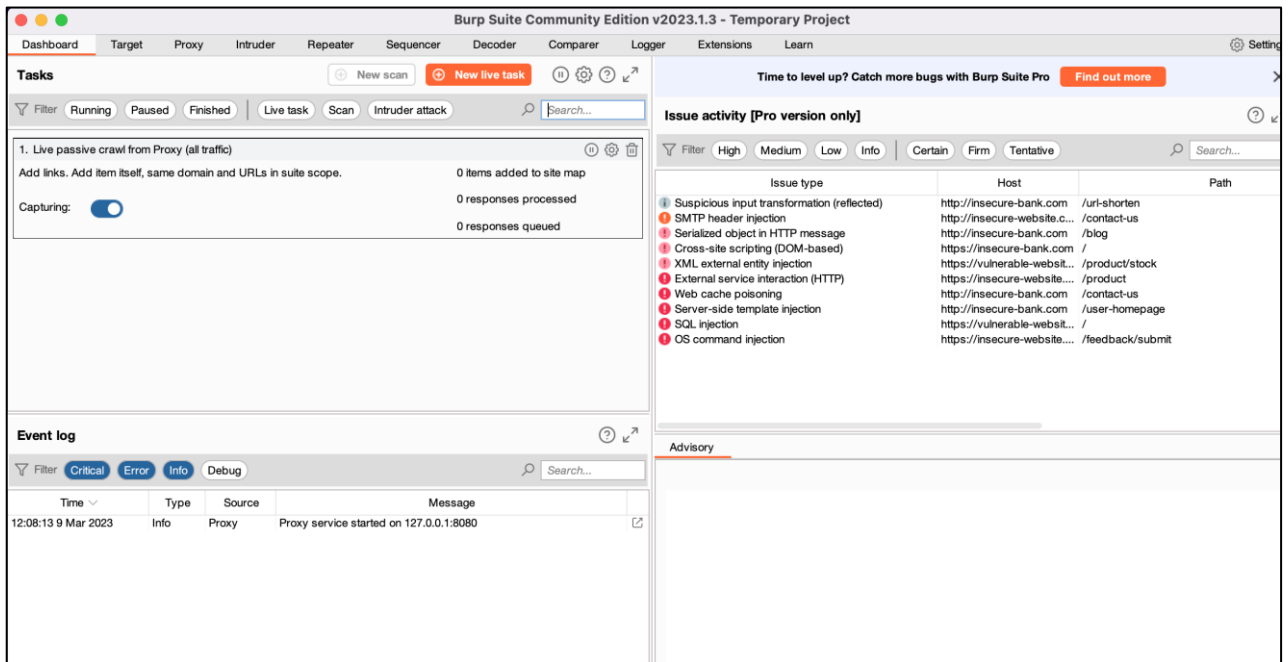 Burp Suite Community Edition v2023.1.3 - Temporary Project
Dashboard Target Proxy Intruder Repeater Sequencer Decoder Comparer Logger Extensions Learn Setting
Tasks New scan New live task
Filter Running Paused Finished Live task Scan Intruder attack Search...
1. Live passive crawl from Proxy (all traffic)
Add links. Add item itself, same domain and URLs in suite scope. 0 items added to site map
0 responses processed
Capturing:
0 responses queued
Event log
Filter Critical Error Info Debug Search...
Time Type Source Message
12:08:13 9 Mar 2023 Info Proxy Proxy service started on 127.0.0.1:8080
Time to level up? Catch more bugs with Burp Suite Pro Find out more
Issue activity [Pro version only]
Filter High Medium Low Info Certain Firm Tentative Search...
Issue type Host Path
Suspicious input transformation (reflected) http://insecure-bank.com /url-shorten
SMTP header injection http://insecure-website.c... /contact-us
Serialized object in HTTP message http://insecure-bank.com /blog
Cross-site scripting (DOM-based) https://insecure-bank.com /
XML external entity injection https://vulnerable-websit... /product/stock
External service interaction (HTTP) https://insecure-website.... /product
Web cache poisoning http://insecure-bank.com /contact-us
Server-side template injection http://insecure-bank.com /user-homepage
SQL injection https://vulnerable-websit... /
OS command injection https://insecure-website.... /feedback/submit
Advisory